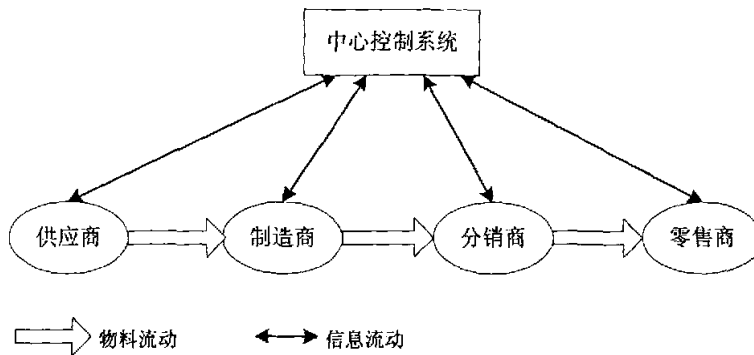 中心控制系统
供应商
制造商
分销商
零售商
物料流动
信息流动